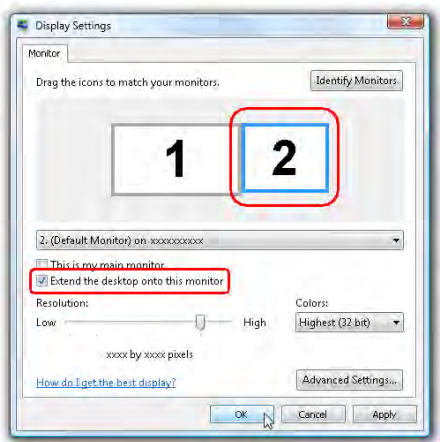 Display Settings
Monitor
Drag the icons to match your monitors.
Identify Monitors
1
2
2. (Default Monitor) on xxxxxxxxxx
This is my main monitor
Extend the desktop onto this monitor
Resolution:
Colors:
Low
High
Highest (32 bit)
xxxx by xxxx pixels
How do I get the best display?
Advanced Settings...
OK
Cancel
Apply